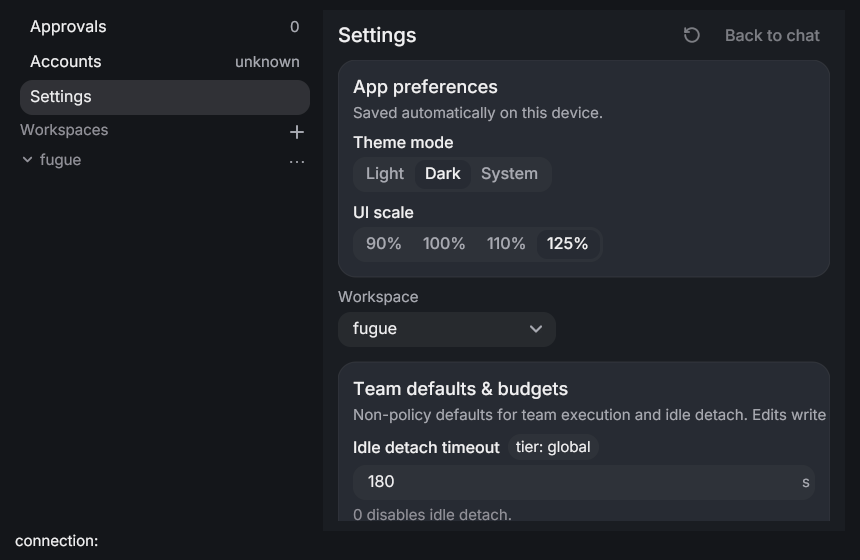 Approvals 0
Accounts unknown
Settings
Workspaces +
fugue ...
connection:
Settings Back to chat
App preferences
Saved automatically on this device.
Theme mode
Light Dark System
UI scale
90% 100% 110% 125%
Workspace
fugue
Team defaults & budgets
Non-policy defaults for team execution and idle detach. Edits write
Idle detach timeout tier: global
180 s
0 disables idle detach.